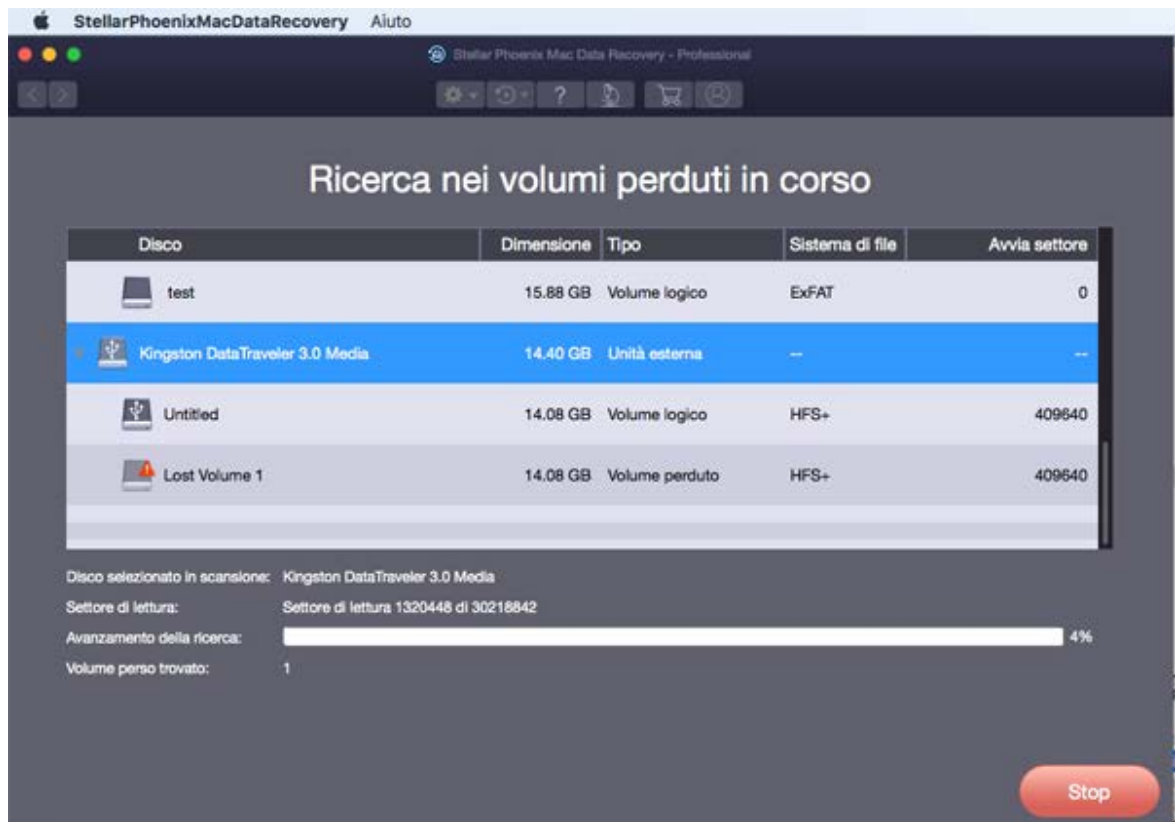 StellarPhoenixMacDataRecovery Aiuto
Stellar Phoenix Mac Data Recovery - Professional
?
Ricerca nei volumi perduti in corso
Disco Dimensione Tipo Sistema di file Avvia settore
test 15.88 GB Volume logico ExFAT 0
Kingston DataTraveler 3.0 Media 14.40 GB Unità esterna -- --
Untitled 14.08 GB Volume logico HFS+ 409640
Lost Volume 1 14.08 GB Volume perduto HFS+ 409640
Disco selezionato in scansione: Kingston DataTraveler 3.0 Media
Settore di lettura: Settore di lettura 1320448 di 30218842
Avanzamento della ricerca: 4%
Volume perso trovato: 1
Stop